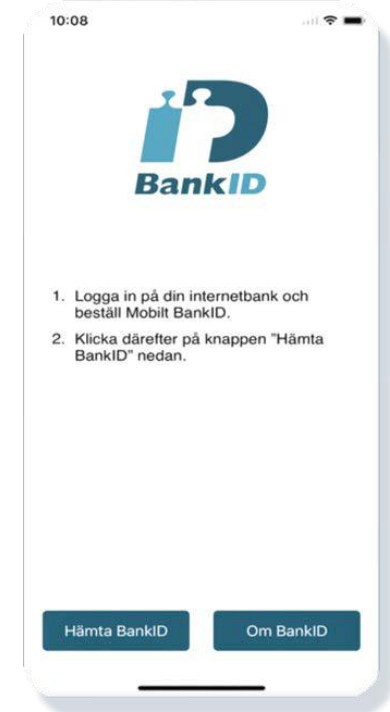 10:08
BankID
1. Logga in på din internetbank och
beställ Mobilt BankID.
2. Klicka därefter på knappen ”Hämta
BankID” nedan.
Hämta BankID
Om BankID